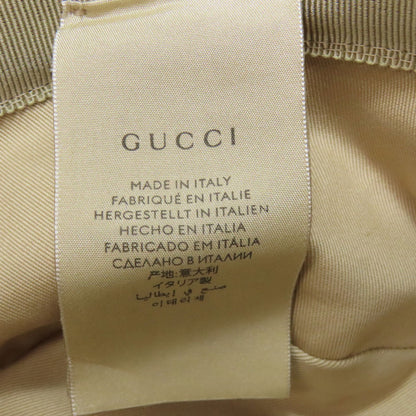 GUCCI
MADE IN ITALY
FABRIQUÉ EN ITALIE
HERGESTELLT IN ITALIEN
HECHO EN ITALIA
FABRICADO EM ITÁLIA
СДЕЛАНО В ИТАЛИИ
产地:意大利
イタリア製
صنع في إيطاليا
이태리제